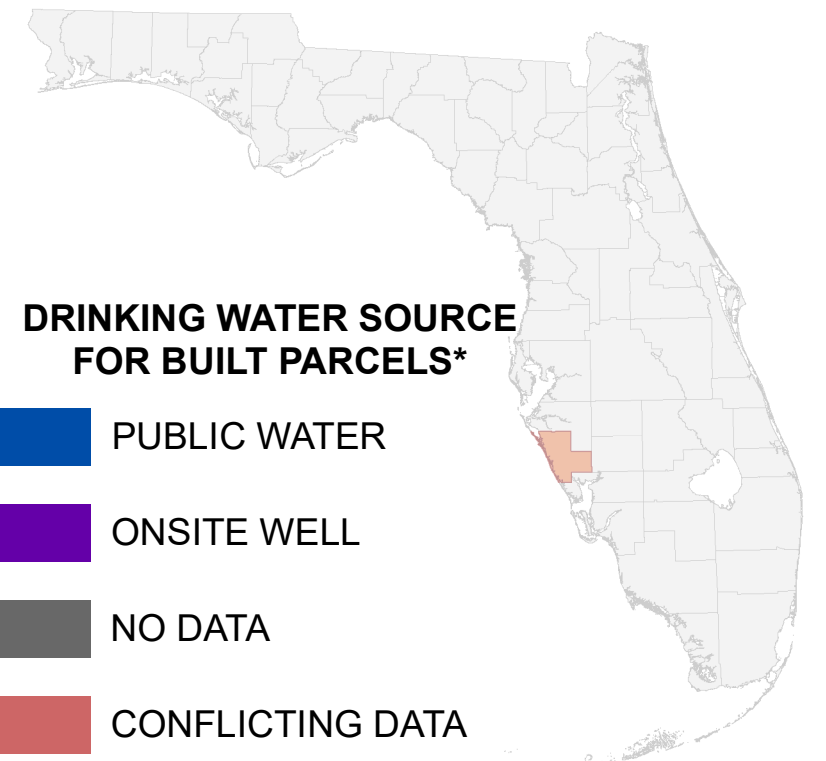 DRINKING WATER SOURCE
FOR BUILT PARCELS*
PUBLIC WATER
ONSITE WELL
NO DATA
CONFLICTING DATA